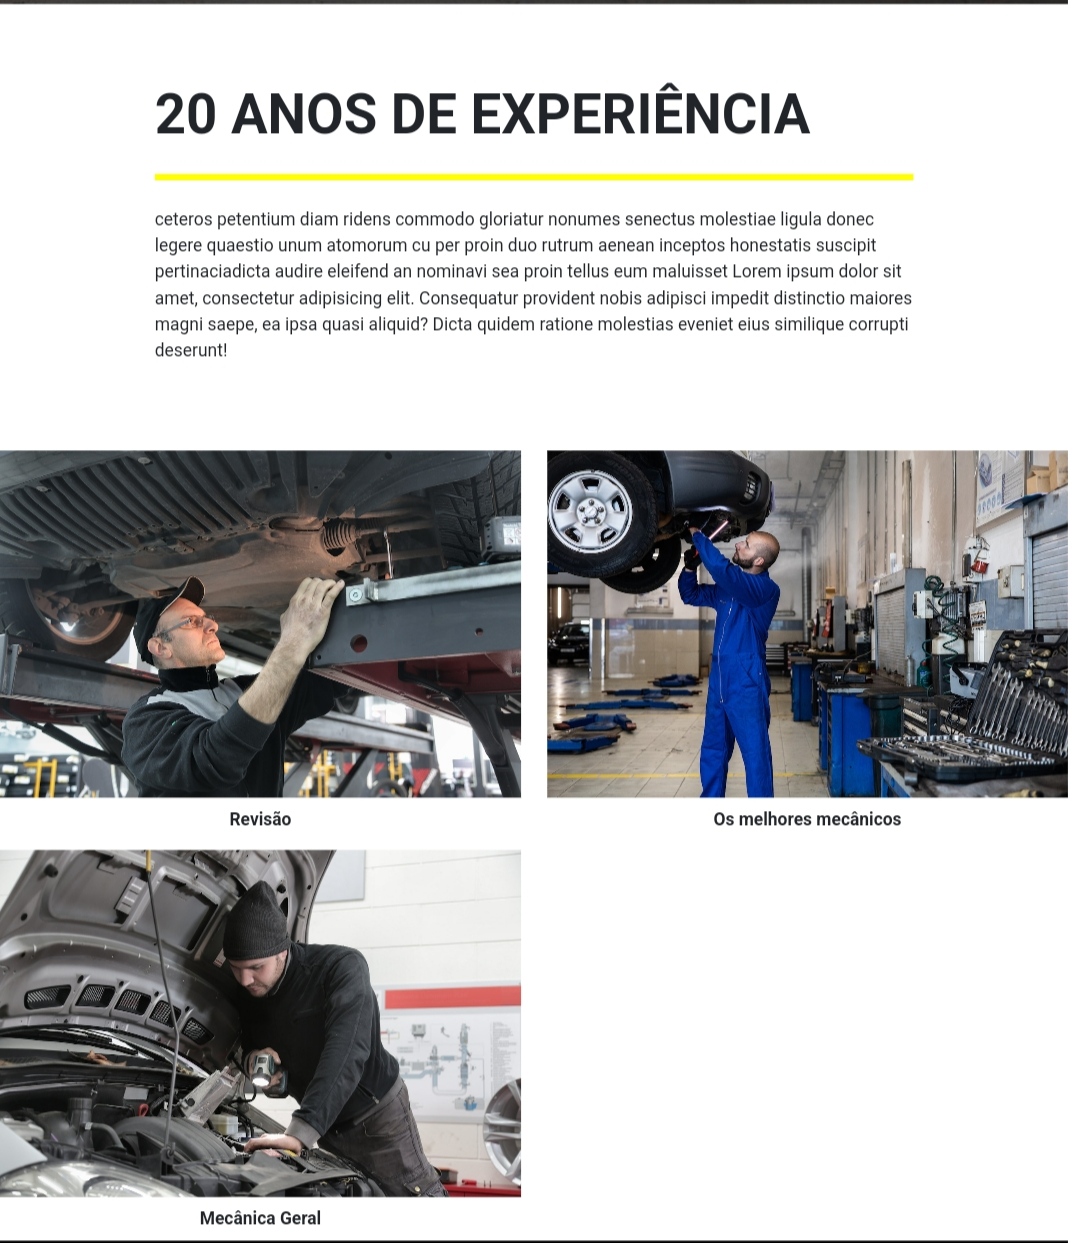 20 ANOS DE EXPERIÊNCIA
ceteros petentium diam ridens commodo gloriatur nonumes senectus molestiae ligula donec
legere quaestio unum atomorum cu per proin duo rutrum aenean inceptos honestatis suscipit
pertinaciadicta audire eleifend an nominavi sea proin tellus eum maluisset Lorem ipsum dolor sit
amet, consectetur adipisicing elit. Consequatur provident nobis adipisci impedit distinctio maiores
magni saepe, ea ipsa quasi aliquid? Dicta quidem ratione molestias eveniet eius similique corrupti
deserunt!
Revisão
Os melhores mecânicos
Mecânica Geral